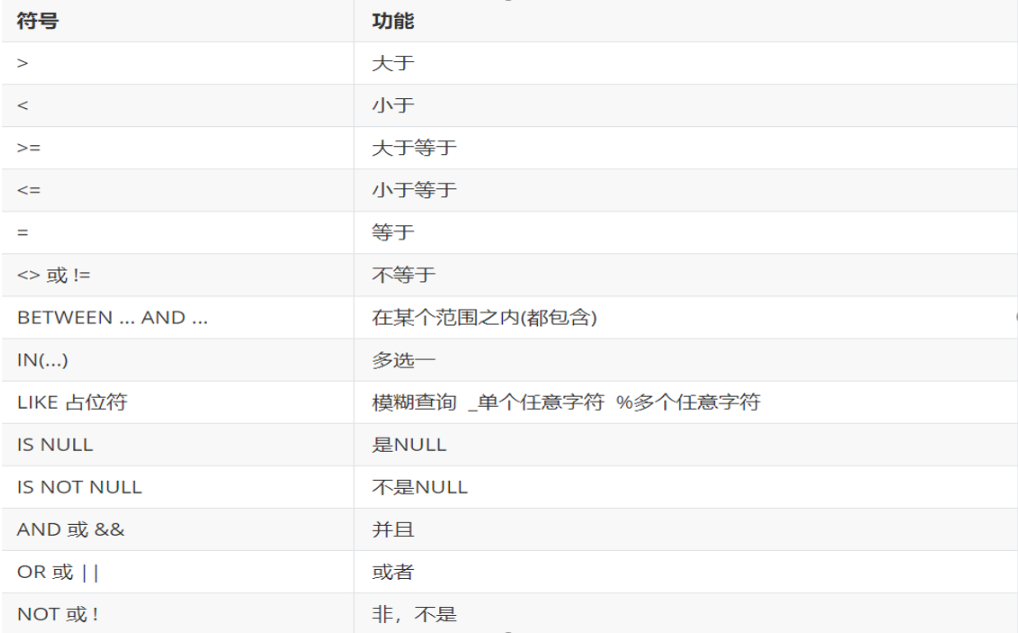 符号 功能
> 大于
< 小于
>= 大于等于
<= 小于等于
= 等于
<> 或 != 不等于
BETWEEN ... AND ... 在某个范围之内(都包含)
IN(...) 多选一
LIKE 占位符 模糊查询 _单个任意字符 %多个任意字符
IS NULL 是NULL
IS NOT NULL 不是NULL
AND 或 && 并且
OR 或 || 或者
NOT 或 ! 非，不是